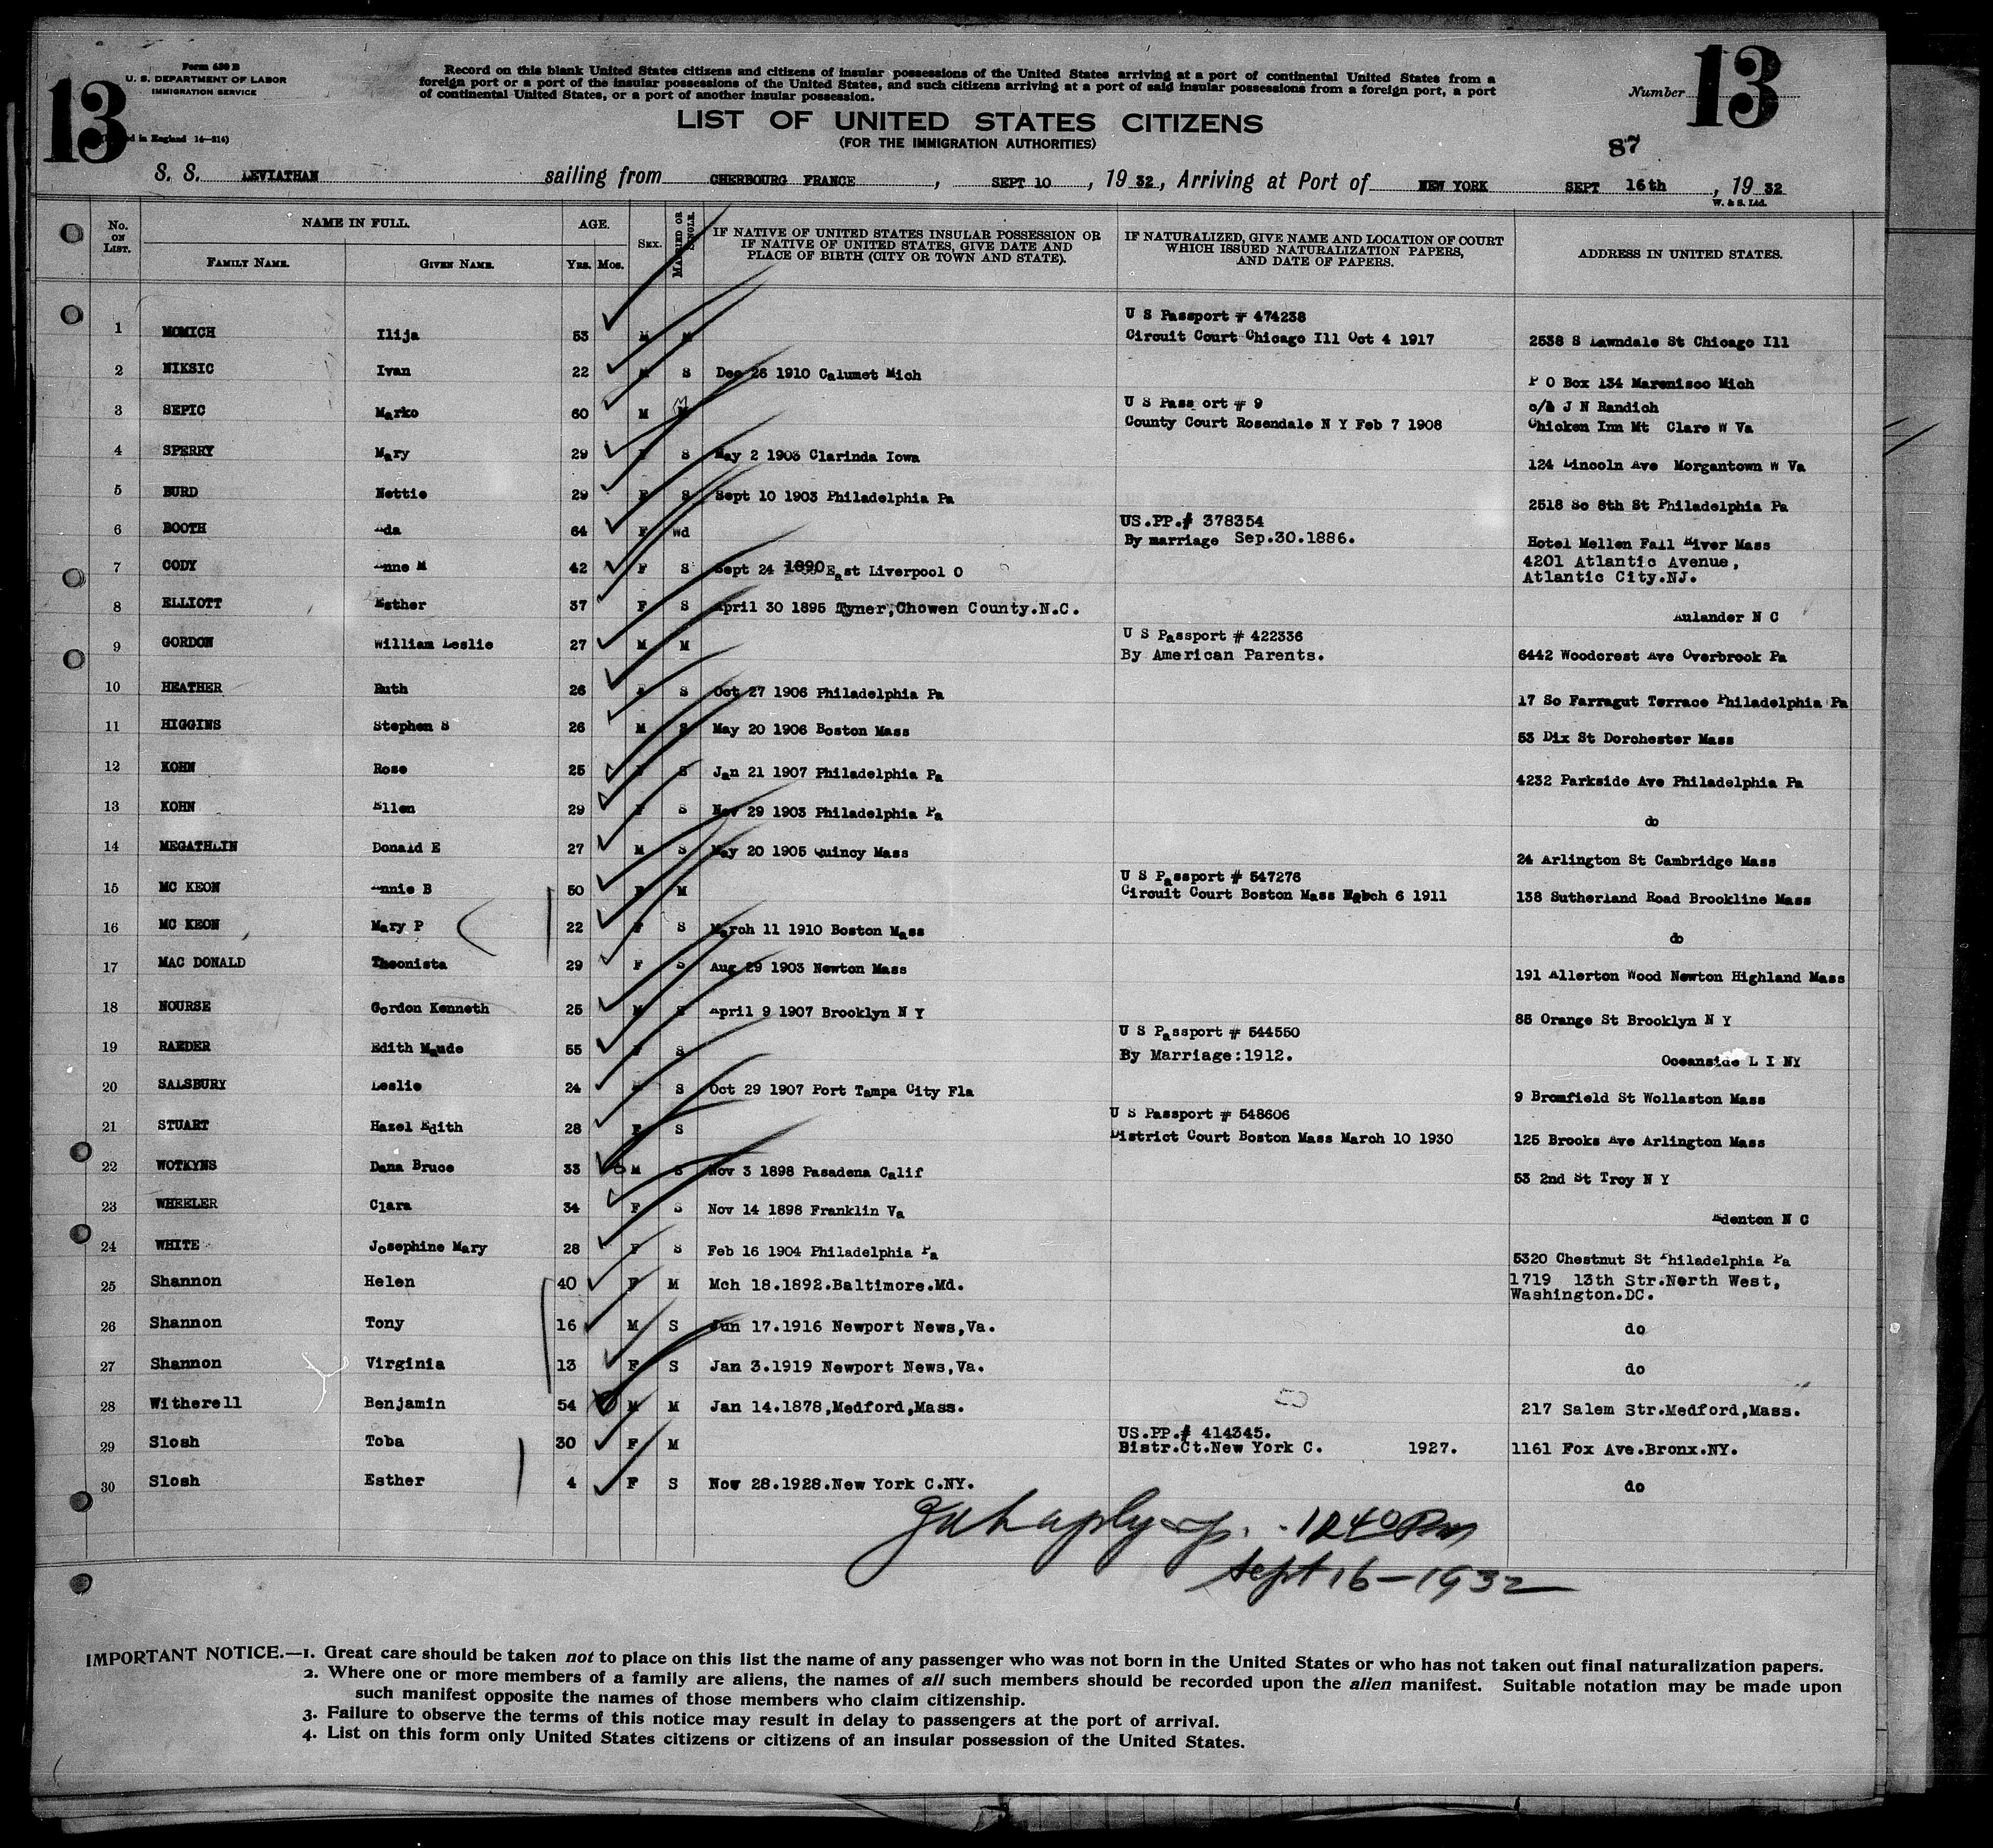 13
Form 630 B
U. S. DEPARTMENT OF LABOR
IMMIGRATION SERVICE
d in England 14—214)
Record on this blank United States citizens and citizens of insular possessions of the United States arriving at a port of continental United States from a
foreign port or a port of the insular possessions of the United States, and such citizens arriving at a port of said insular possessions from a foreign port, a port
of continental United States, or a port of another insular possession.
Number 13
LIST OF UNITED STATES CITIZENS
(FOR THE IMMIGRATION AUTHORITIES)
87
S. S. LEVIATHAN sailing from CHERBOURG FRANCE, SEPT 10, 19 32, Arriving at Port of NEW YORK SEPT 16th, 19 32
W. & S. Ltd.
No. ON LIST. NAME IN FULL. AGE. SEX. MARRIED OR SINGLE. IF NATIVE OF UNITED STATES INSULAR POSSESSION OR IF NATIVE OF UNITED STATES, GIVE DATE AND PLACE OF BIRTH (CITY OR TOWN AND STATE). IF NATURALIZED, GIVE NAME AND LOCATION OF COURT WHICH ISSUED NATURALIZATION PAPERS, AND DATE OF PAPERS. ADDRESS IN UNITED STATES.
FAMILY NAME. GIVEN NAME. YRS. MOS.
U S Passport # 474238
1 MOMICH Ilija 53 M M Circuit Court Chicago Ill Oct 4 1917 2538 S Lawndale St Chicago Ill
2 NIKSIC Ivan 22 M S Dec 26 1910 Calumet Mich P O Box 134 Marenisco Mich
U S Pass ort # 9 c/o J N Randich
3 SEPIC Marko 60 M M County Court Rosendale N Y Feb 7 1908 Chicken Inn Mt Clare W Va
4 SPERRY Mary 29 F S May 2 1903 Clarinda Iowa 124 Lincoln Ave Morgantown W Va
5 BURD Nettie 29 F S Sept 10 1903 Philadelphia Pa 2518 So 8th St Philadelphia Pa
US.PP.# 378354
6 BOOTH Ada 64 F Wd By marriage Sep.30.1886. Hotel Mellen Fall River Mass
7 CODY Anne M 42 F S Sept 24 1890 East Liverpool O 4201 Atlantic Avenue,
Atlantic City.NJ.
8 ELLIOTT Esther 37 F S April 30 1895 Tyner,Chowen County.N.C. Aulander N C
U S Passport # 422336
9 GORDON William Leslie 27 M M By American Parents. 6442 Woodcrest Ave Overbrook Pa
10 HEATHER Ruth 26 F S Oct 27 1906 Philadelphia Pa 17 So Farragut Terrace Philadelphia Pa
11 HIGGINS Stephen S 26 M S May 20 1906 Boston Mass 53 Dix St Dorchester Mass
12 KOHN Rose 25 F S Jan 21 1907 Philadelphia Pa 4232 Parkside Ave Philadelphia Pa
13 KOHN Ellen 29 F S Nov 29 1903 Philadelphia Pa do
14 MEGATHLIN Donald E 27 M S May 20 1905 Quincy Mass 24 Arlington St Cambridge Mass
U S Passport # 547276
15 MC KEON Annie B 50 F M Circuit Court Boston Mass March 6 1911 138 Sutherland Road Brookline Mass
16 MC KEON Mary P 22 F S March 11 1910 Boston Mass do
17 MAC DONALD Theonista 29 F S Aug 29 1903 Newton Mass 191 Allerton Wood Newton Highland Mass
18 NOURSE Gordon Kenneth 25 M S April 9 1907 Brooklyn N Y 85 Orange St Brooklyn N Y
U S Passport # 544550
19 RAEDER Edith Maude 55 F S By Marriage:1912. Oceanside L I NY
20 SALSBURY Leslie 24 M S Oct 29 1907 Port Tampa City Fla 9 Bromfield St Wollaston Mass
U S Passport # 548606
21 STUART Hazel Edith 28 F S District Court Boston Mass March 10 1930 125 Brooks Ave Arlington Mass
22 WOTKYNS Dana Bruce 33 M S Nov 3 1898 Pasadena Calif 53 2nd St Troy N Y
23 WHEELER Clara 34 F S Nov 14 1898 Franklin Va Edenton N C
24 WHITE Josephine Mary 28 F S Feb 16 1904 Philadelphia Pa 5320 Chestnut St Philadelphia Pa
25 Shannon Helen 40 F M Mch 18.1892.Baltimore.Md. 1719 13th Str.North West,
Washington.DC.
26 Shannon Tony 16 M S Jun 17.1916 Newport News,Va. do
27 Shannon Virginia 13 F S Jan 3.1919 Newport News,Va. do
28 Witherell Benjamin 54 M M Jan 14.1878,Medford,Mass. 217 Salem Str.Medford,Mass.
US.PP.# 414345.
29 Slosh Toba 30 F M Distr.Ct.New York C. 1927. 1161 Fox Ave.Bronx.NY.
30 Slosh Esther 4 F S Nov 28.1928.New York C.NY. do
1240 Pm
Sept 16-1932
IMPORTANT NOTICE.—1. Great care should be taken not to place on this list the name of any passenger who was not born in the United States or who has not taken out final naturalization papers.
2. Where one or more members of a family are aliens, the names of all such members should be recorded upon the alien manifest. Suitable notation may be made upon
such manifest opposite the names of those members who claim citizenship.
3. Failure to observe the terms of this notice may result in delay to passengers at the port of arrival.
4. List on this form only United States citizens or citizens of an insular possession of the United States.